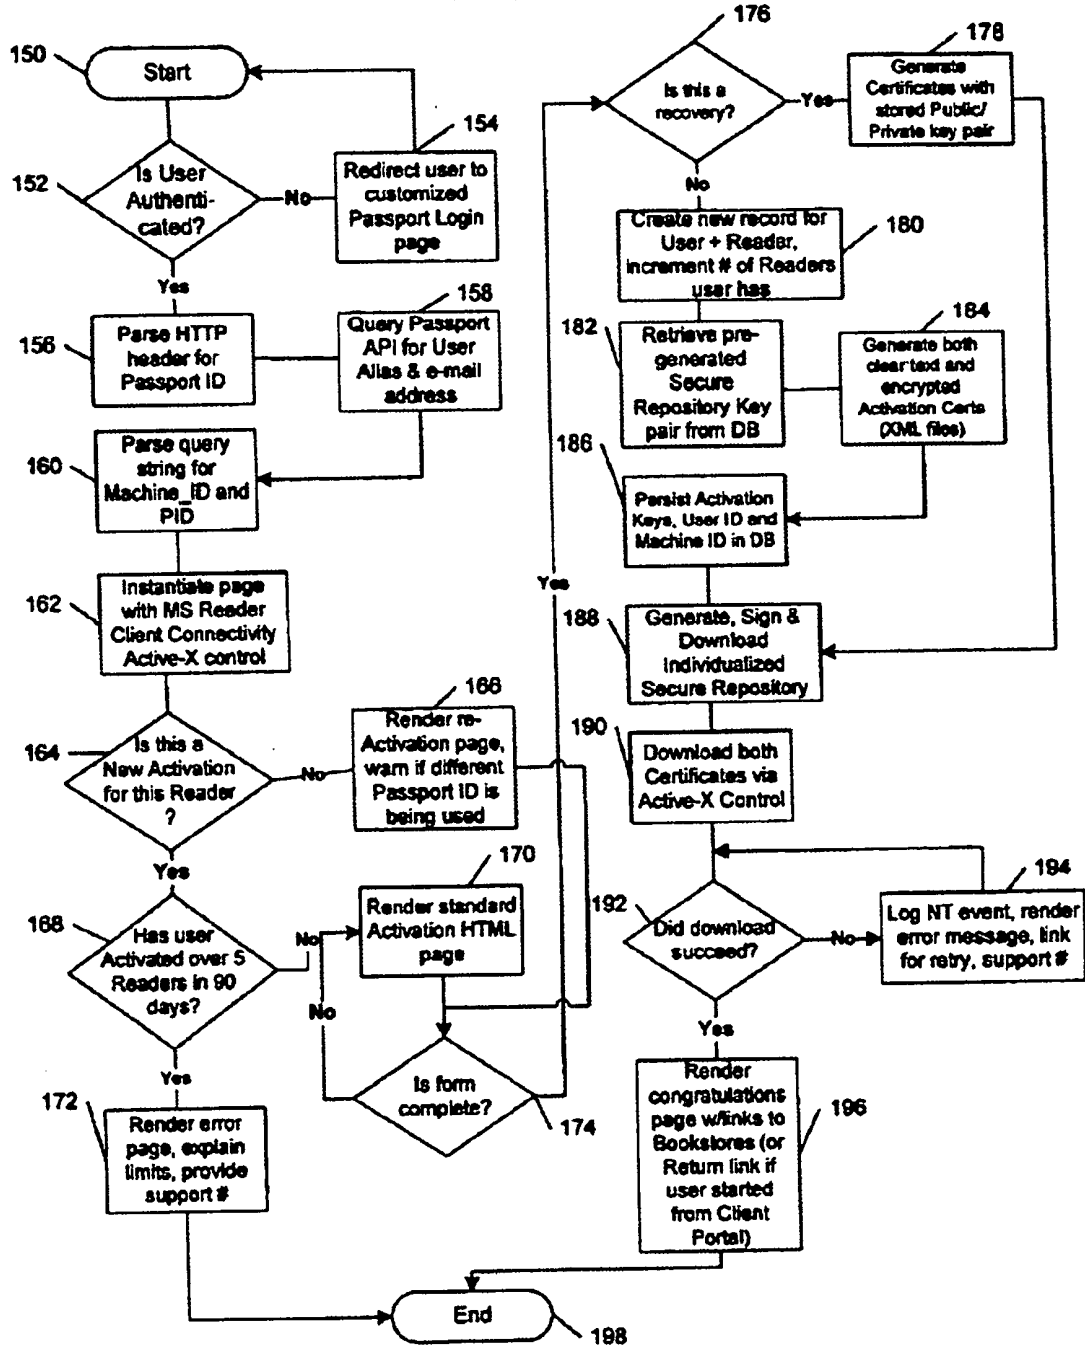 150
Start
152
Is User
Authenti-
cated?
No
154
Redirect user to
customized
Passport Login
page
Yes
156
Parse HTTP
header for
Passport ID
158
Query Passport
API for User
Alias & e-mail
address
160
Parse query
string for
Machine_ID and
PID
162
Instantiate page
with MS Reader
Client Connectivity
Active-X control
164
Is this a
New Activation
for this Reader
?
No
166
Render re-
Activation page,
warn if different
Passport ID is
being used
Yes
168
Has user
Activated over 5
Readers in 90
days?
No
170
Render standard
Activation HTML
page
No
Is form
complete?
174
Yes
Yes
172
Render error
page, explain
limits, provide
support #
176
Is this a
recovery?
Yes
178
Generate
Certificates with
stored Public/
Private key pair
No
180
Create new record for
User + Reader,
increment # of Readers
user has
182
Retrieve pre-
generated
Secure
Repository Key
pair from DB
184
Generate both
clear text and
encrypted
Activation Certs
(XML files)
186
Persist Activation
Keys, User ID and
Machine ID in DB
188
Generate, Sign &
Download
Individualized
Secure Repository
190
Download both
Certificates via
Active-X Control
192
Did download
succeed?
No
194
Log NT event, render
error message, link
for retry, support #
Yes
196
Render
congratulations
page w/links to
Bookstores (or
Return link if
user started
from Client
Portal)
End
198